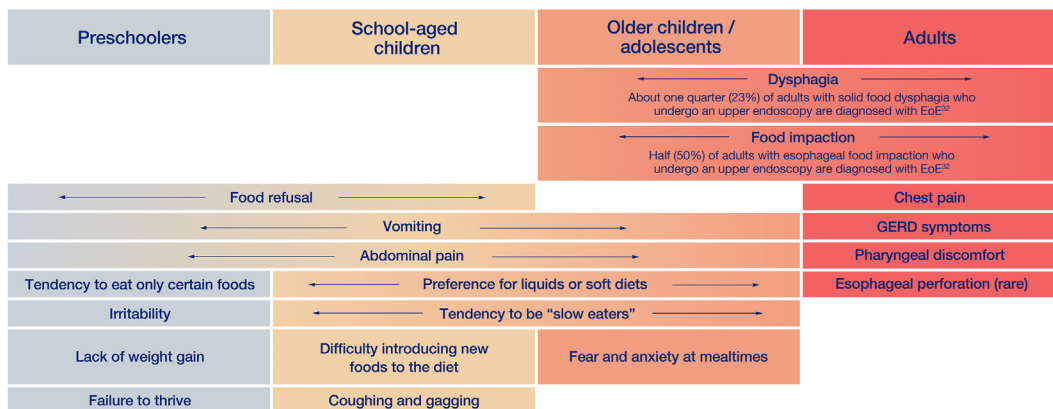 Preschoolers
School-aged
children
Older children /
adolescents
Adults
Dysphagia
About one quarter (23%) of adults with solid food dysphagia who
undergo an upper endoscopy are diagnosed with EoE³²
Food impaction
Half (50%) of adults with esophageal food impaction who
undergo an upper endoscopy are diagnosed with EoE³²
Food refusal
Chest pain
Vomiting
GERD symptoms
Abdominal pain
Pharyngeal discomfort
Tendency to eat only certain foods
Preference for liquids or soft diets
Esophageal perforation (rare)
Irritability
Tendency to be “slow eaters”
Lack of weight gain
Difficulty introducing new
foods to the diet
Fear and anxiety at mealtimes
Failure to thrive
Coughing and gagging